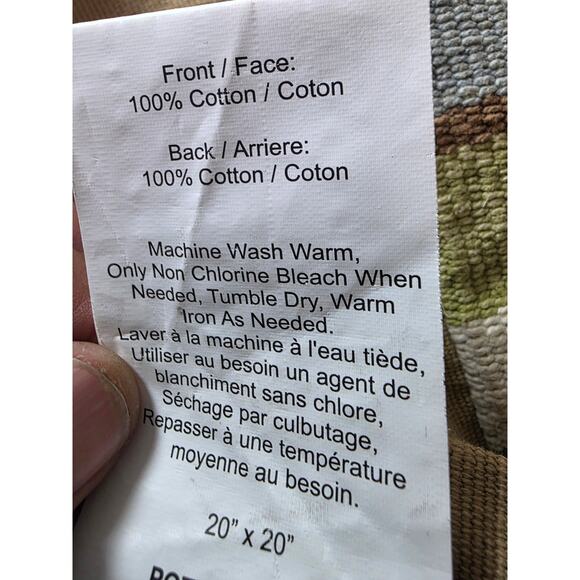 Front / Face:
100% Cotton / Coton
Back / Arriere:
100% Cotton / Coton
Machine Wash Warm,
Only Non Chlorine Bleach When
Needed, Tumble Dry, Warm
Iron As Needed.
Laver à la machine à l'eau tiède,
Utiliser au besoin un agent de
blanchiment sans chlore,
Séchage par culbutage,
Repasser à une température
moyenne au besoin.
20" x 20"